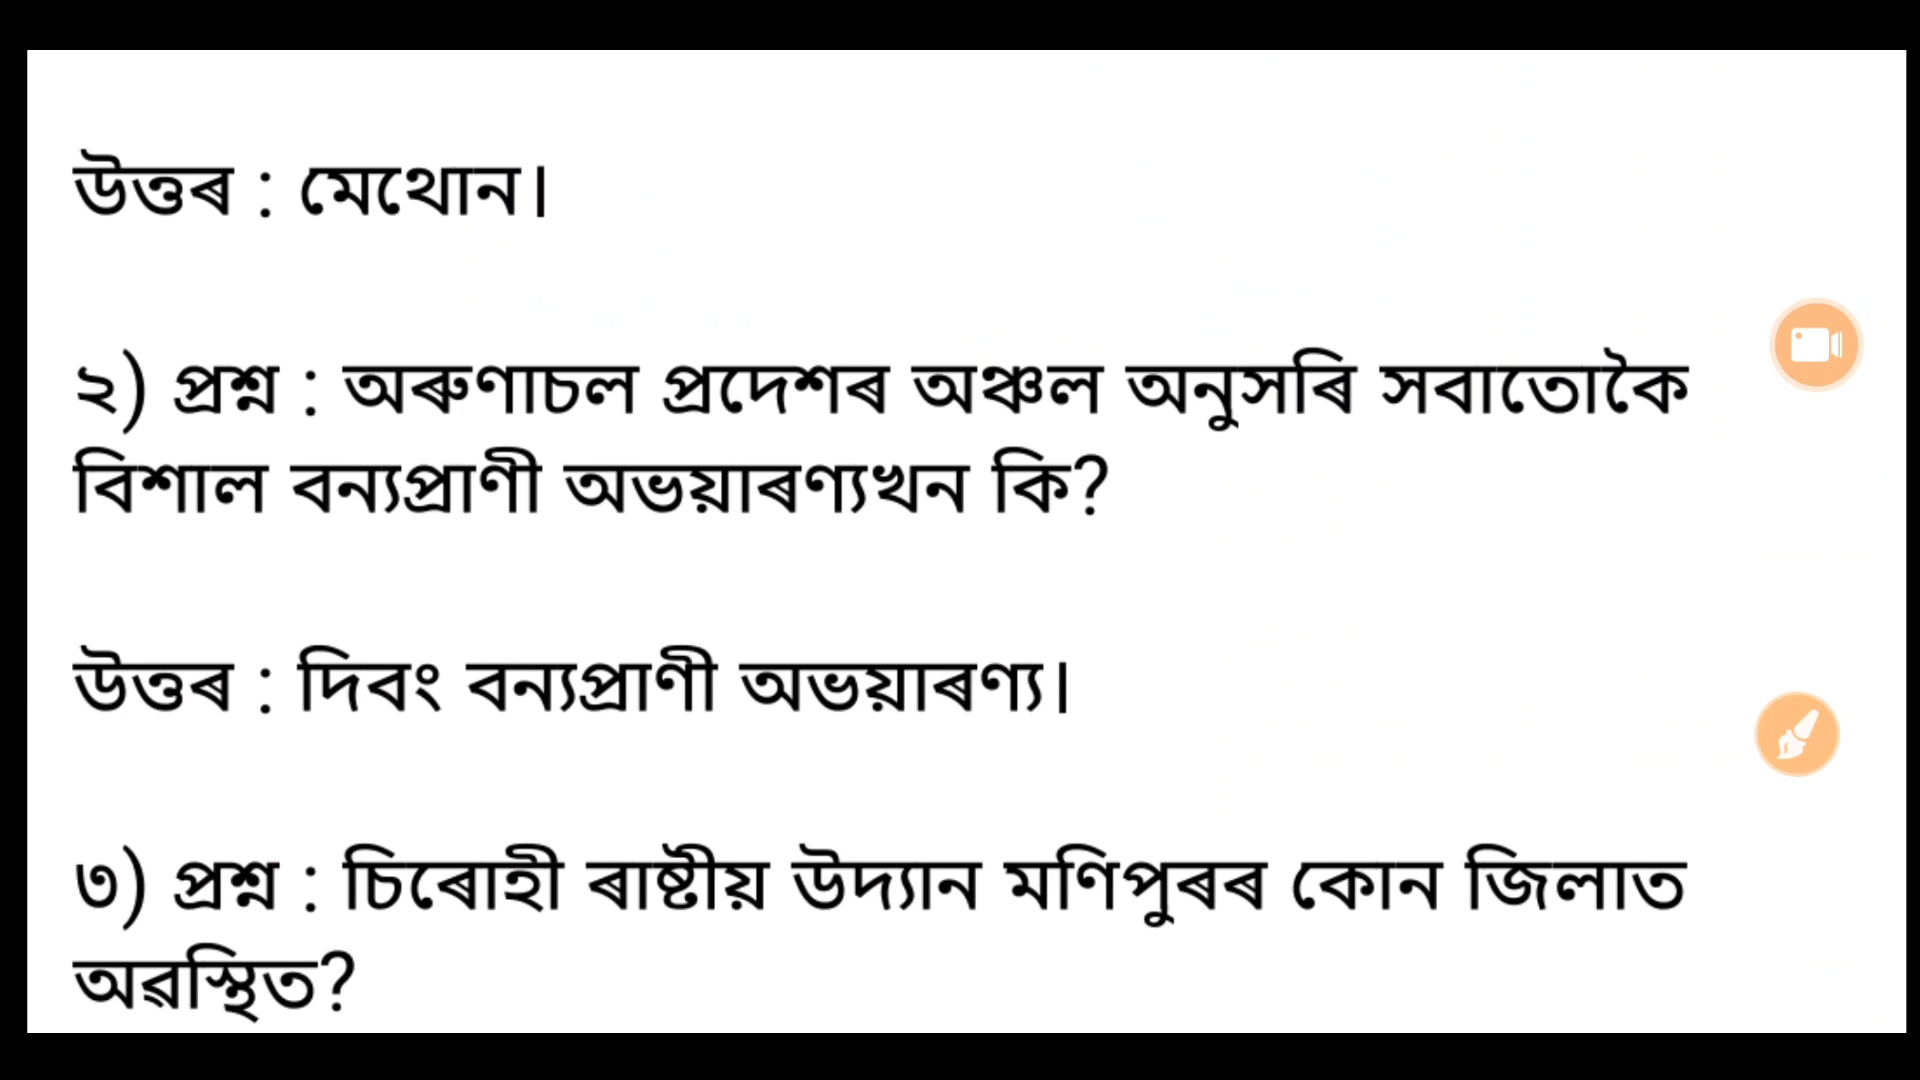 উত্তৰ : মেথোন।
২) প্ৰশ্ন : অৰুণাচল প্ৰদেশৰ অঞ্চল অনুসৰি সবাতোকৈ
বিশাল বন্যপ্ৰাণী অভয়াৰণ্যখন কি?
উত্তৰ : দিবং বন্যপ্ৰাণী অভয়াৰণ্য।
৩) প্ৰশ্ন : চিৰোহী ৰাষ্টীয় উদ্যান মণিপুৰৰ কোন জিলাত
অৱস্থিত?